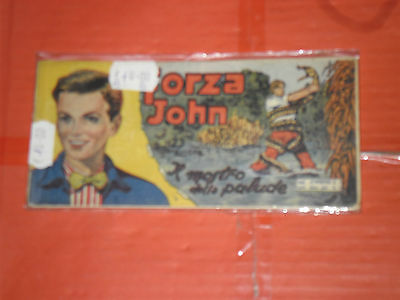 Forza
John
Il mostro
della palude